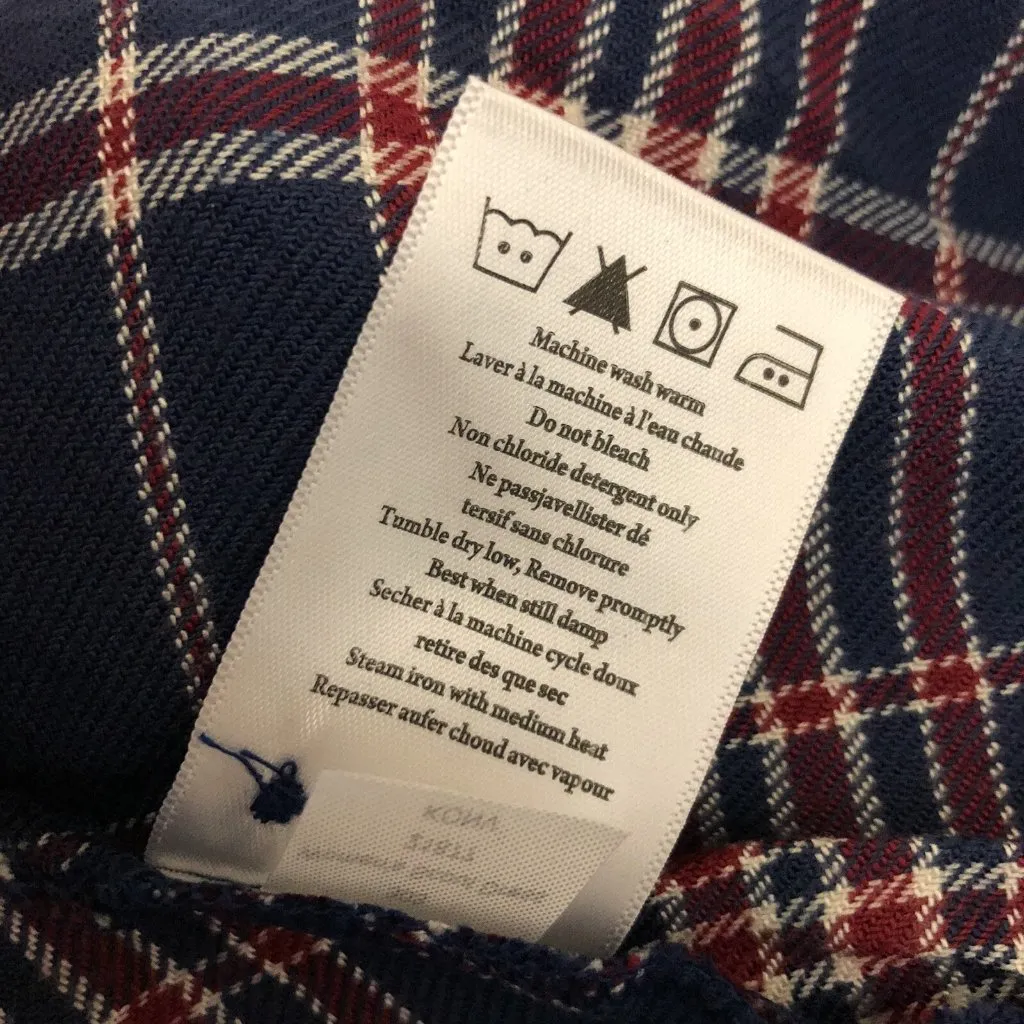 Machine wash warm
Laver à la machine à l'eau chaude
Do not bleach
Non chloride detergent only
Ne passjavellister dé
tersif sans chlorure
Tumble dry low, Remove promptly
Best when still damp
Secher à la machine cycle doux
retire des que sec
Steam iron with medium heat
Repasser aufer choud avec vapour